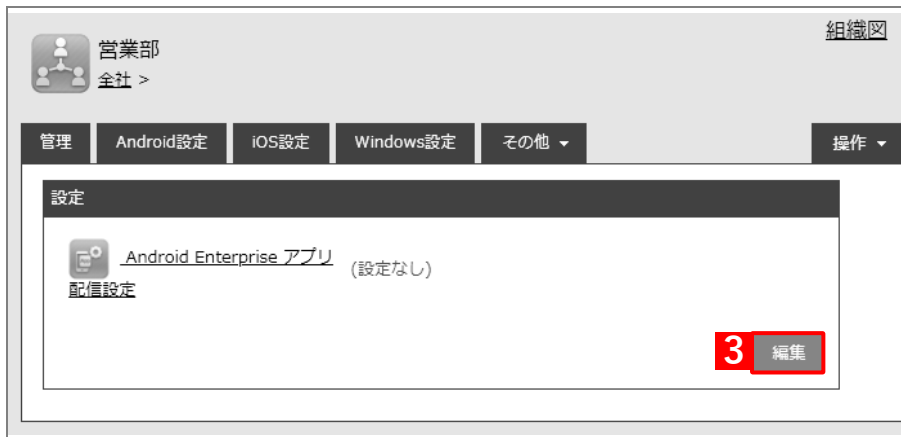 組織図
営業部
全社 >
管理 Android設定 iOS設定 Windows設定 その他 ▼ 操作 ▼
設定
Android Enterprise アプリ
配信設定
(設定なし)
3 編集